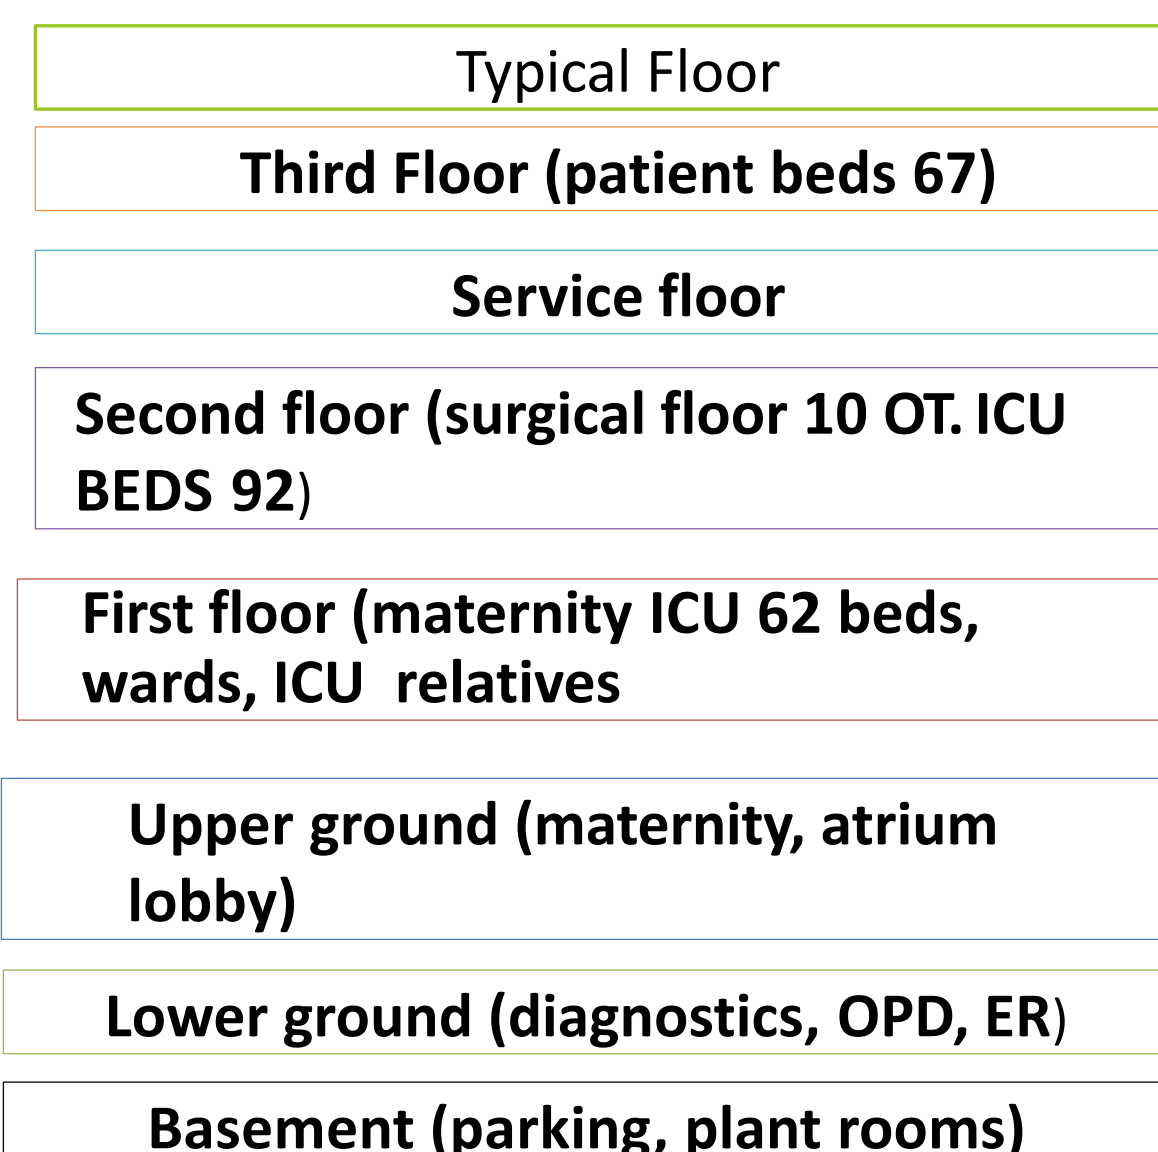 Typical Floor
Third Floor (patient beds 67)
Service floor
Second floor (surgical floor 10 OT. ICU
BEDS 92)
First floor (maternity ICU 62 beds,
wards, ICU  relatives
Upper ground (maternity, atrium
lobby)
Lower ground (diagnostics, OPD, ER)
Basement (parking, plant rooms)